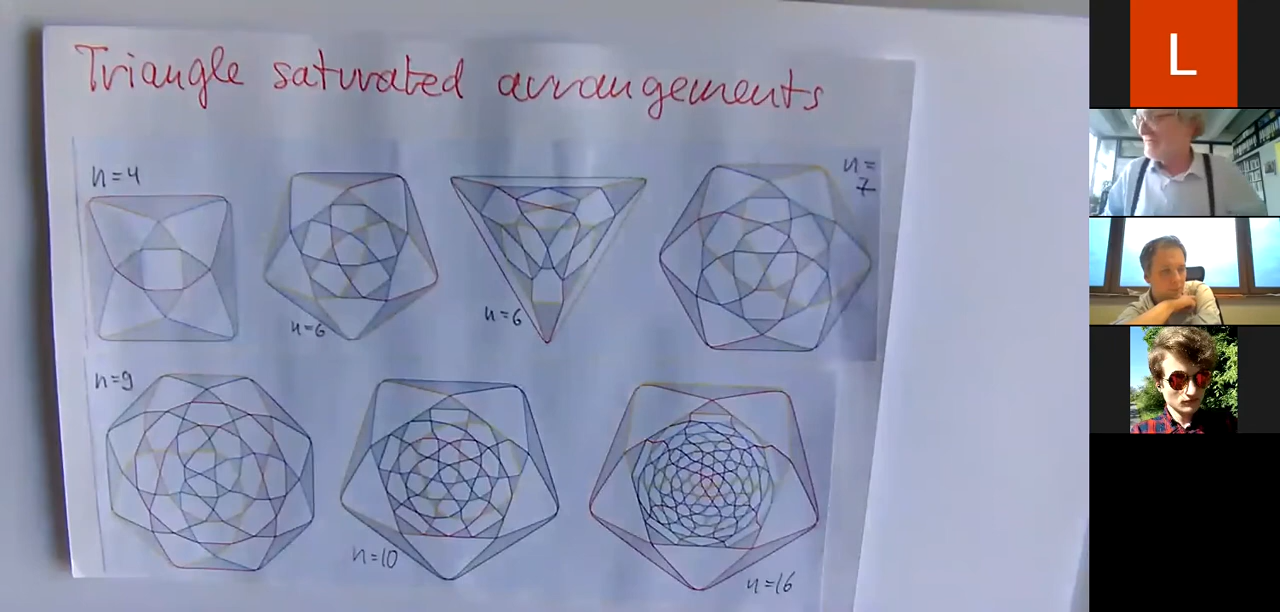 Triangle saturated arrangements
n=4
n=6
n=6
n=
7
n=9
n=10
n=16
L